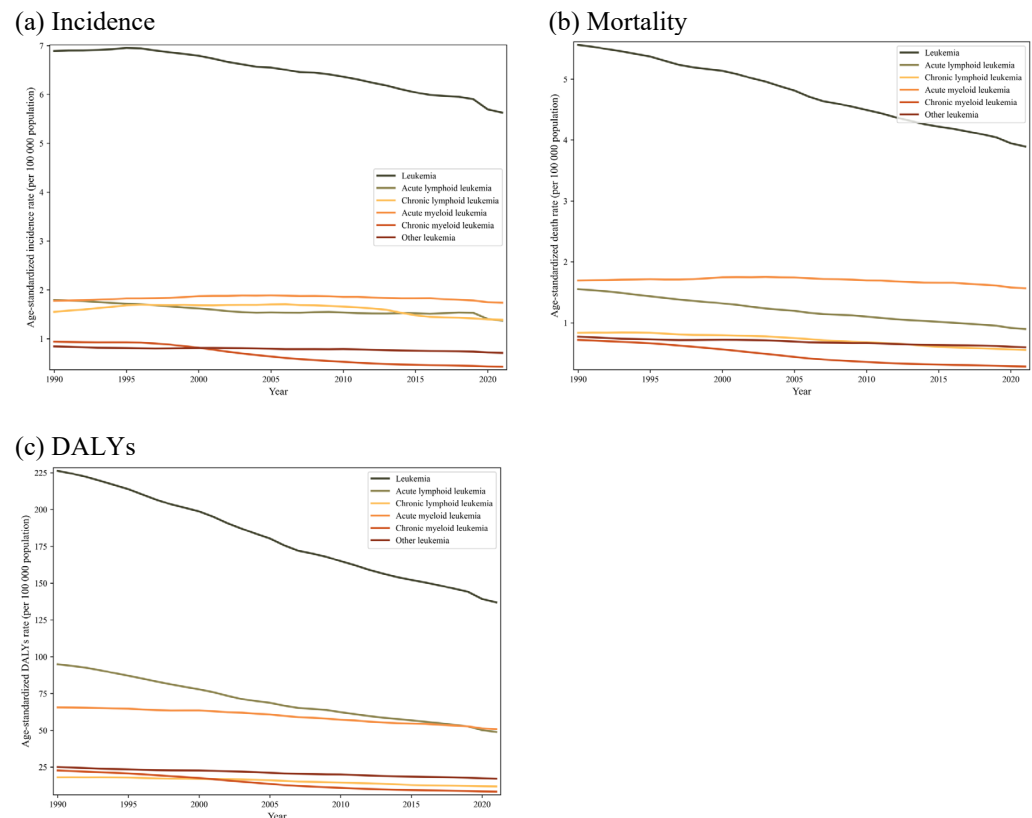 (a) Incidence
Age-standardized incidence rate (per 100 000 population)
7
6
5
4
3
2
1
Leukemia
Acute lymphoid leukemia
Chronic lymphoid leukemia
Acute myeloid leukemia
Chronic myeloid leukemia
Other leukemia
1990
1995
2000
2005
2010
2015
2020
Year
(b) Mortality
Age-standardized death rate (per 100 000 population)
5
4
3
2
1
Leukemia
Acute lymphoid leukemia
Chronic lymphoid leukemia
Acute myeloid leukemia
Chronic myeloid leukemia
Other leukemia
1990
1995
2000
2005
2010
2015
2020
Year
(c) DALYs
Age-standardized DALYs rate (per 100 000 population)
225
200
175
150
125
100
75
50
25
Leukemia
Acute lymphoid leukemia
Chronic lymphoid leukemia
Acute myeloid leukemia
Chronic myeloid leukemia
Other leukemia
1990
1995
2000
2005
2010
2015
2020
Year